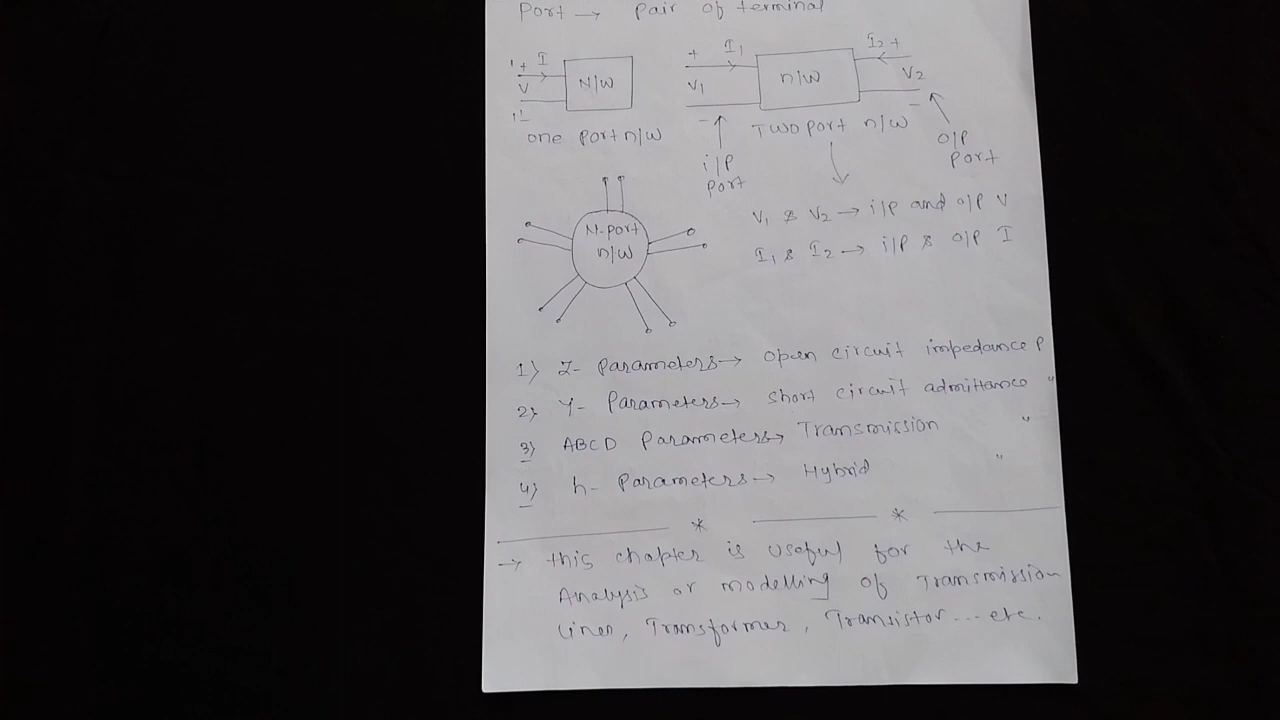 Port → Pair of terminal
1 + I
V
1' -
N/W
one port n/w
+ I1
V1
-
n/w
I2 +
V2
-
Two port n/w
i/p
port
o/p
port
N-port
n/w
V1 & V2 → i/p and o/p V
I1 & I2 → i/p & o/p I
1) Z- Parameters → open circuit impedance P
2) Y- Parameters → short circuit admittance "
3) ABCD Parameters → Transmission "
4) h- Parameters → Hybrid "
* *
→ this chapter is useful for the
Analysis or modelling of Transmission
lines, Transformer, Transistor... etc.